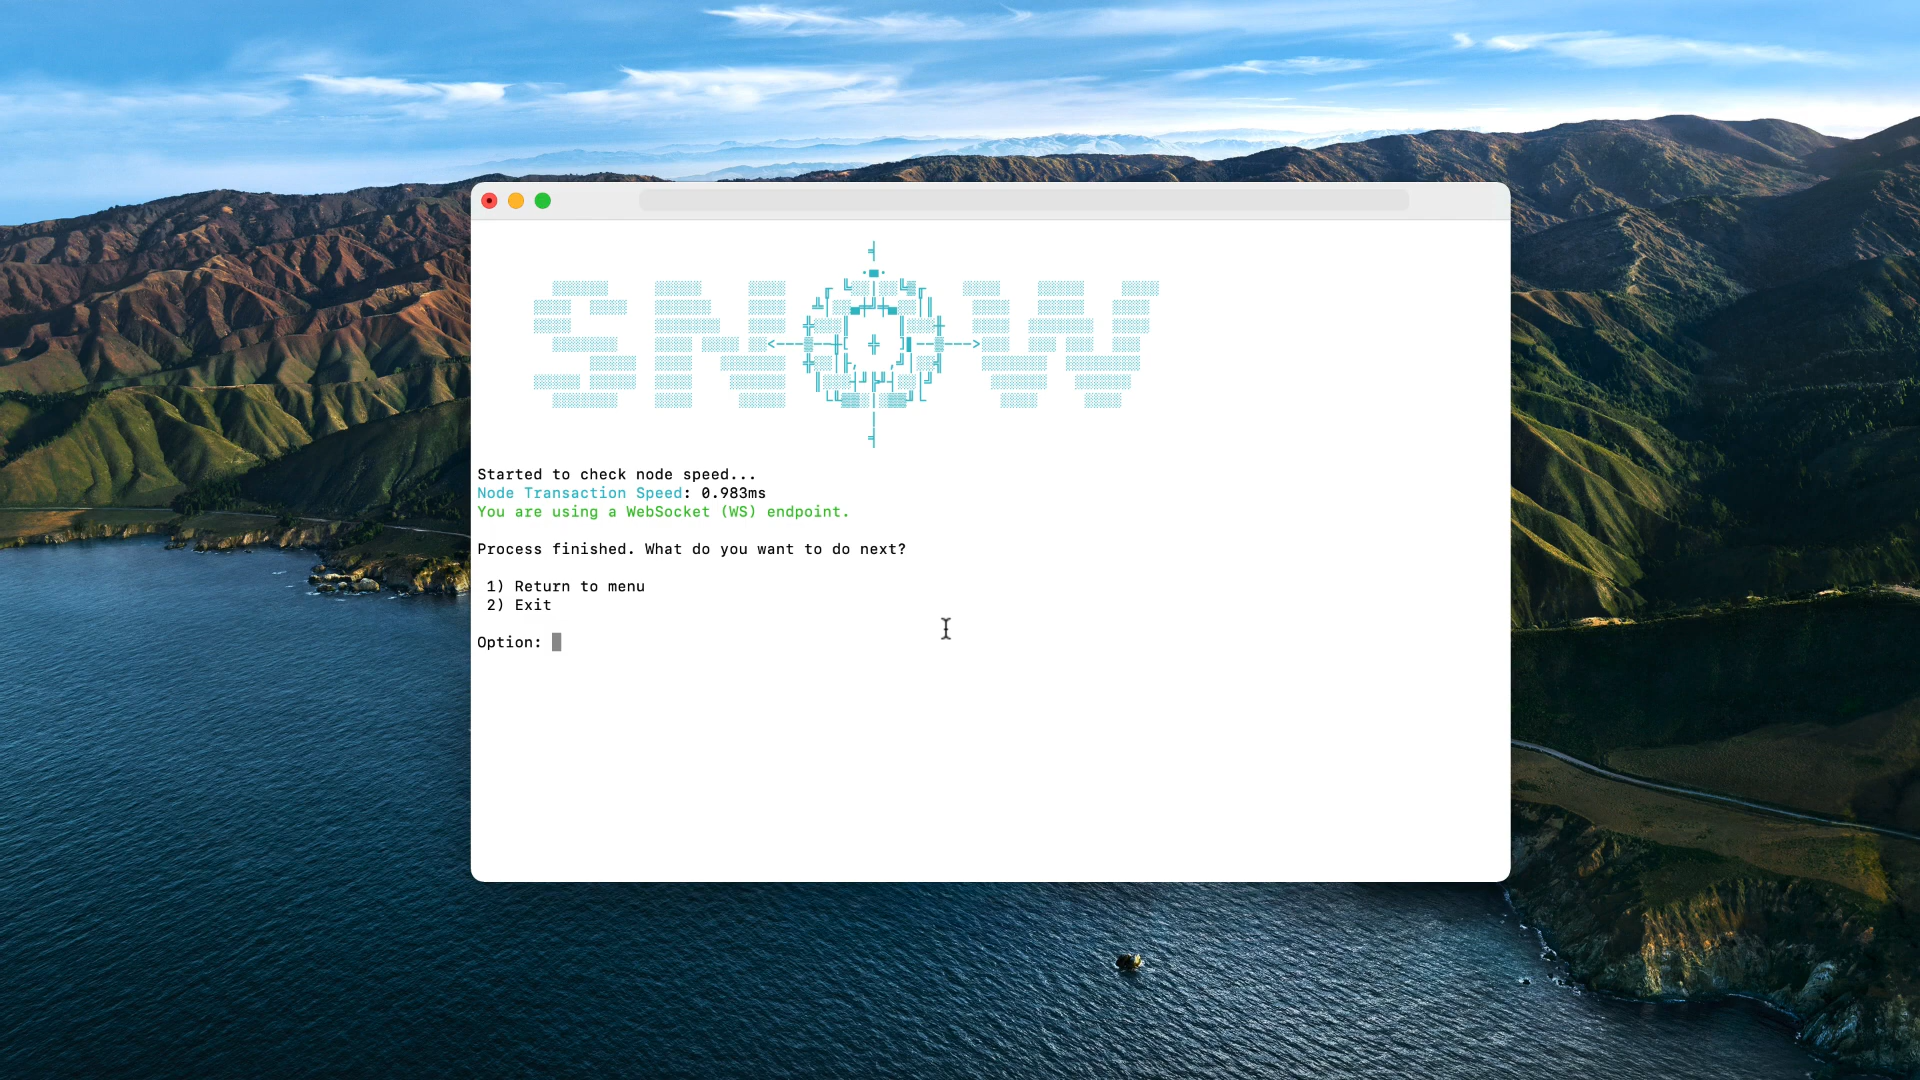 SNOW
Started to check node speed...
Node Transaction Speed: 0.983ms
You are using a WebSocket (WS) endpoint.
Process finished. What do you want to do next?
1) Return to menu
2) Exit
Option: